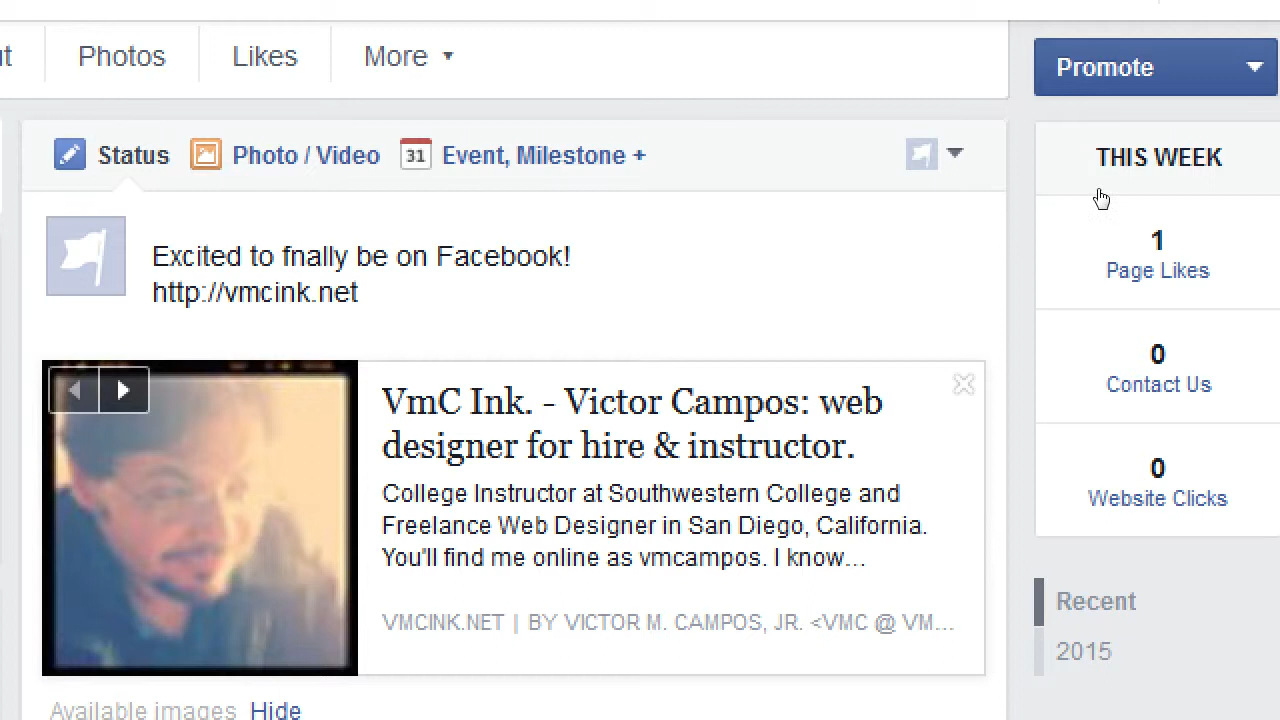 Photos
Likes
More
Promote
Status
Photo / Video
31
Event, Milestone +
THIS WEEK
Excited to fnally be on Facebook!
http://vmcink.net
1
Page Likes
0
Contact Us
0
Website Clicks
VmC Ink. - Victor Campos: web
designer for hire & instructor.
College Instructor at Southwestern College and
Freelance Web Designer in San Diego, California.
You'll find me online as vmcampos. I know...
VMCINK.NET | BY VICTOR M. CAMPOS, JR. <VMC @ VM...
Recent
2015
Available images Hide